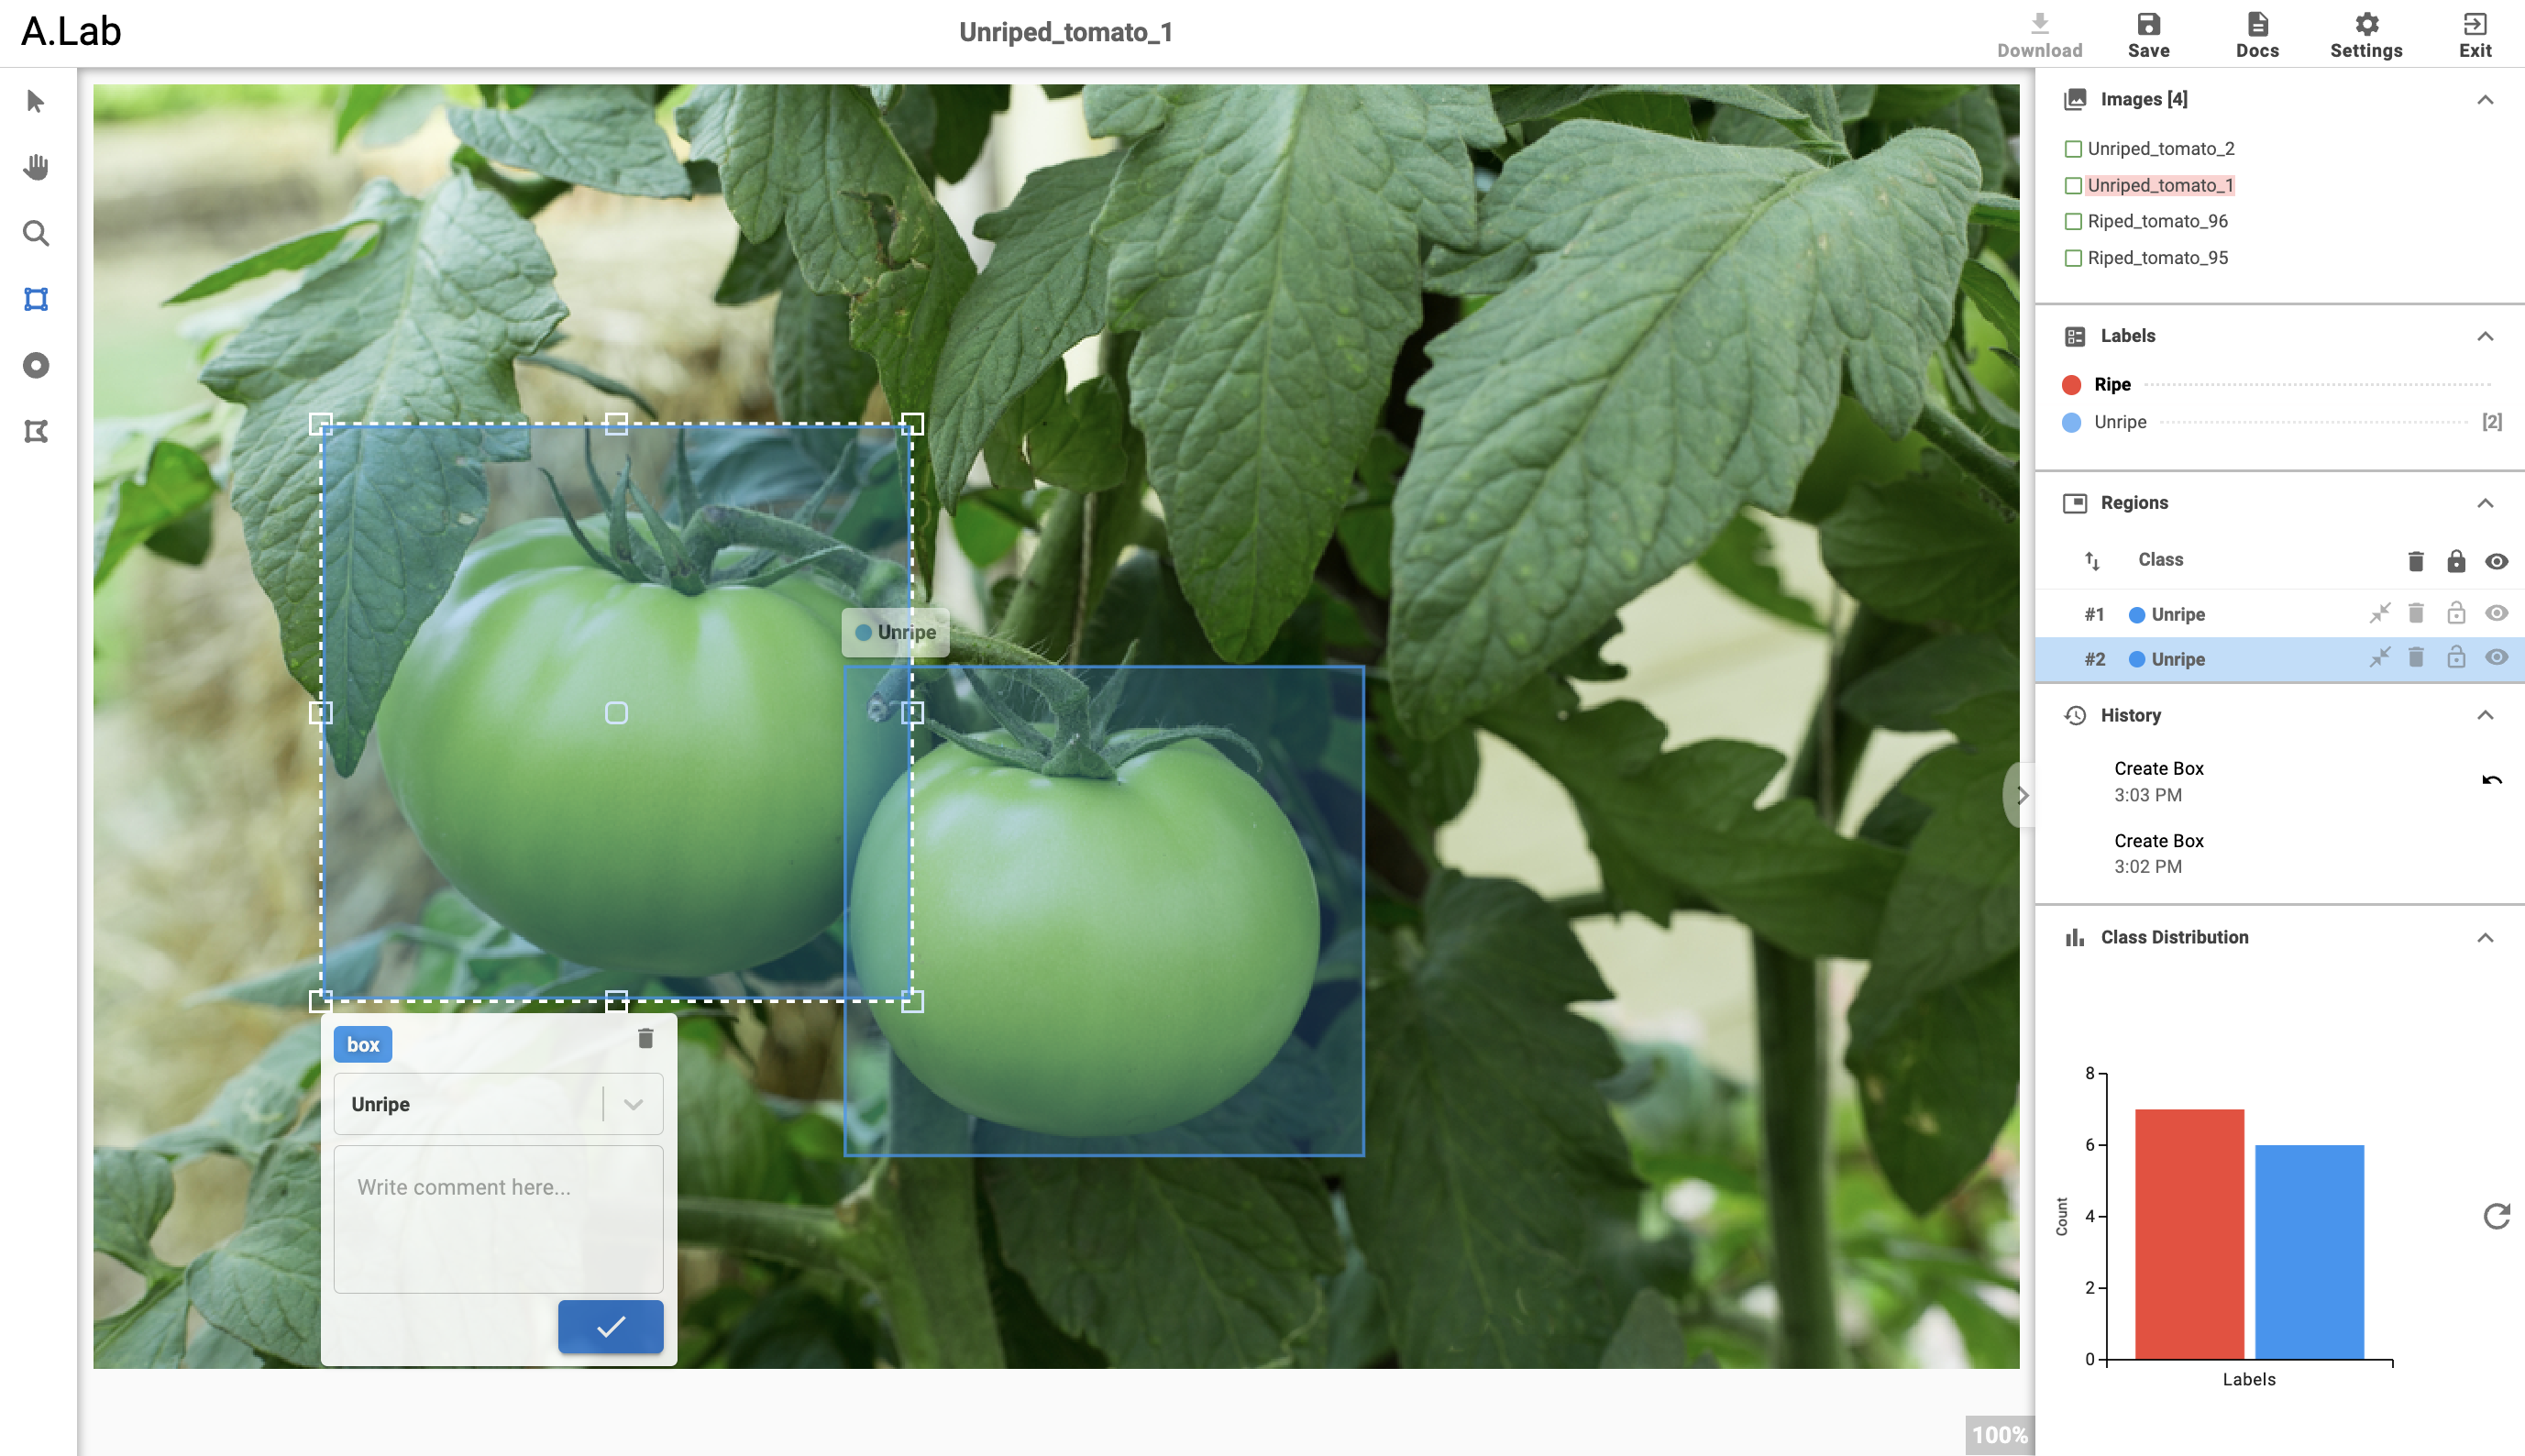 A.Lab
Unriped_tomato_1
Download
Save
Docs
Settings
Exit
Images [4]
Unriped_tomato_2
Unriped_tomato_1
Riped_tomato_96
Riped_tomato_95
Labels
Ripe
Unripe [2]
Regions
Class
#1 Unripe
#2 Unripe
History
Create Box
3:03 PM
Create Box
3:02 PM
Class Distribution
8
6
4
2
0
Count
Labels
Unripe
box
Unripe
Write comment here...
100%